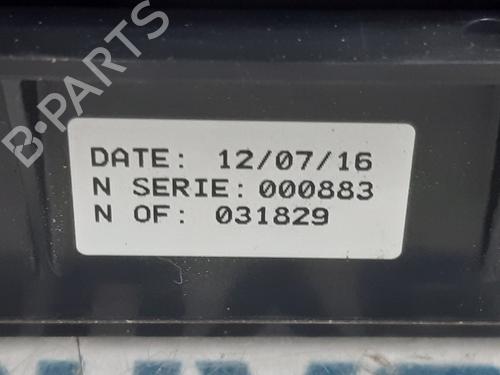 B-PARTS
DATE: 12/07/16
N SERIE: 000883
N OF: 031829